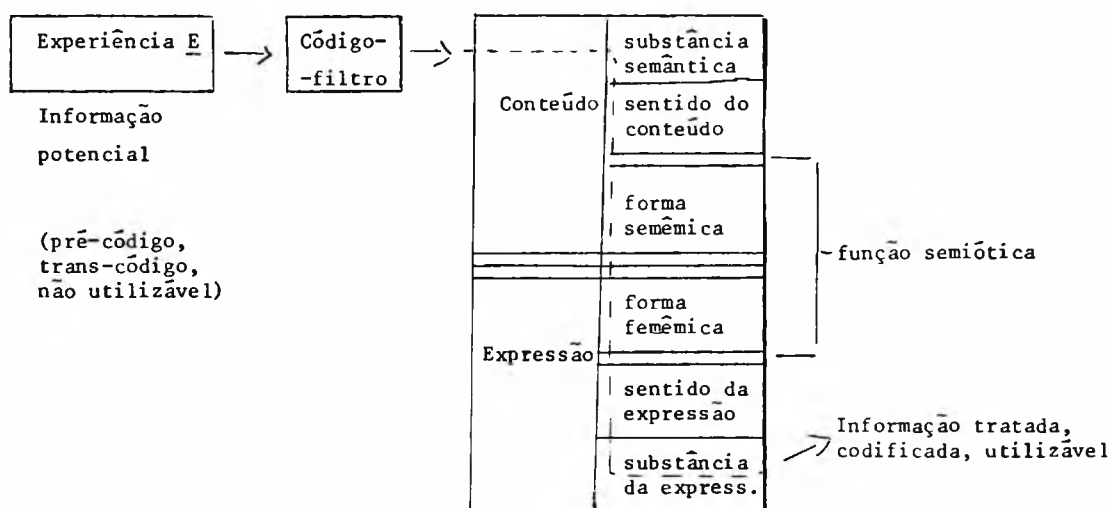 Experiência E
Código-
-filtro
Informação
potencial
(pré-código,
trans-código,
não utilizável)
Conteúdo
substância
semântica
sentido do
conteúdo
forma
semêmica
função semiótica
Expressão
forma
femêmica
sentido da
expressão
substância
da express.
Informação tratada,
codificada, utilizável